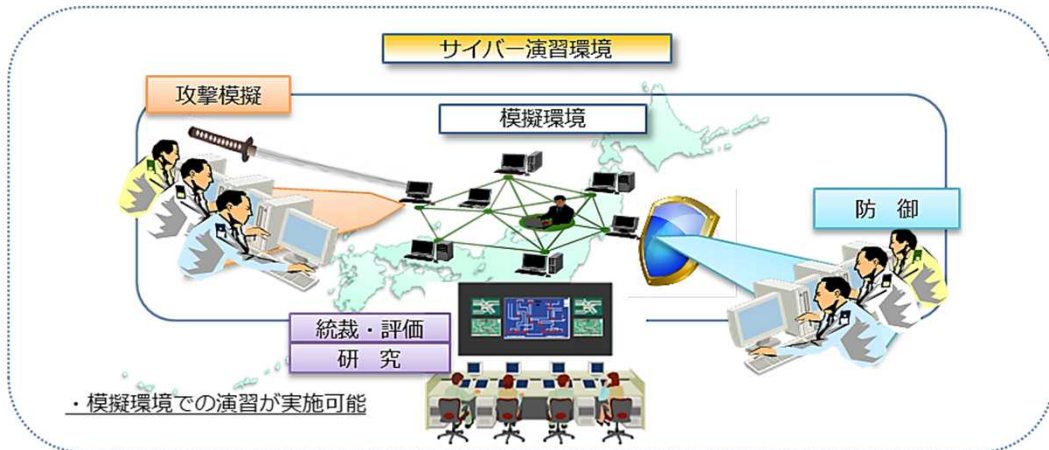 サイバー演習環境
攻撃模擬
模擬環境
防　御
統裁・評価
研　究
・模擬環境での演習が実施可能